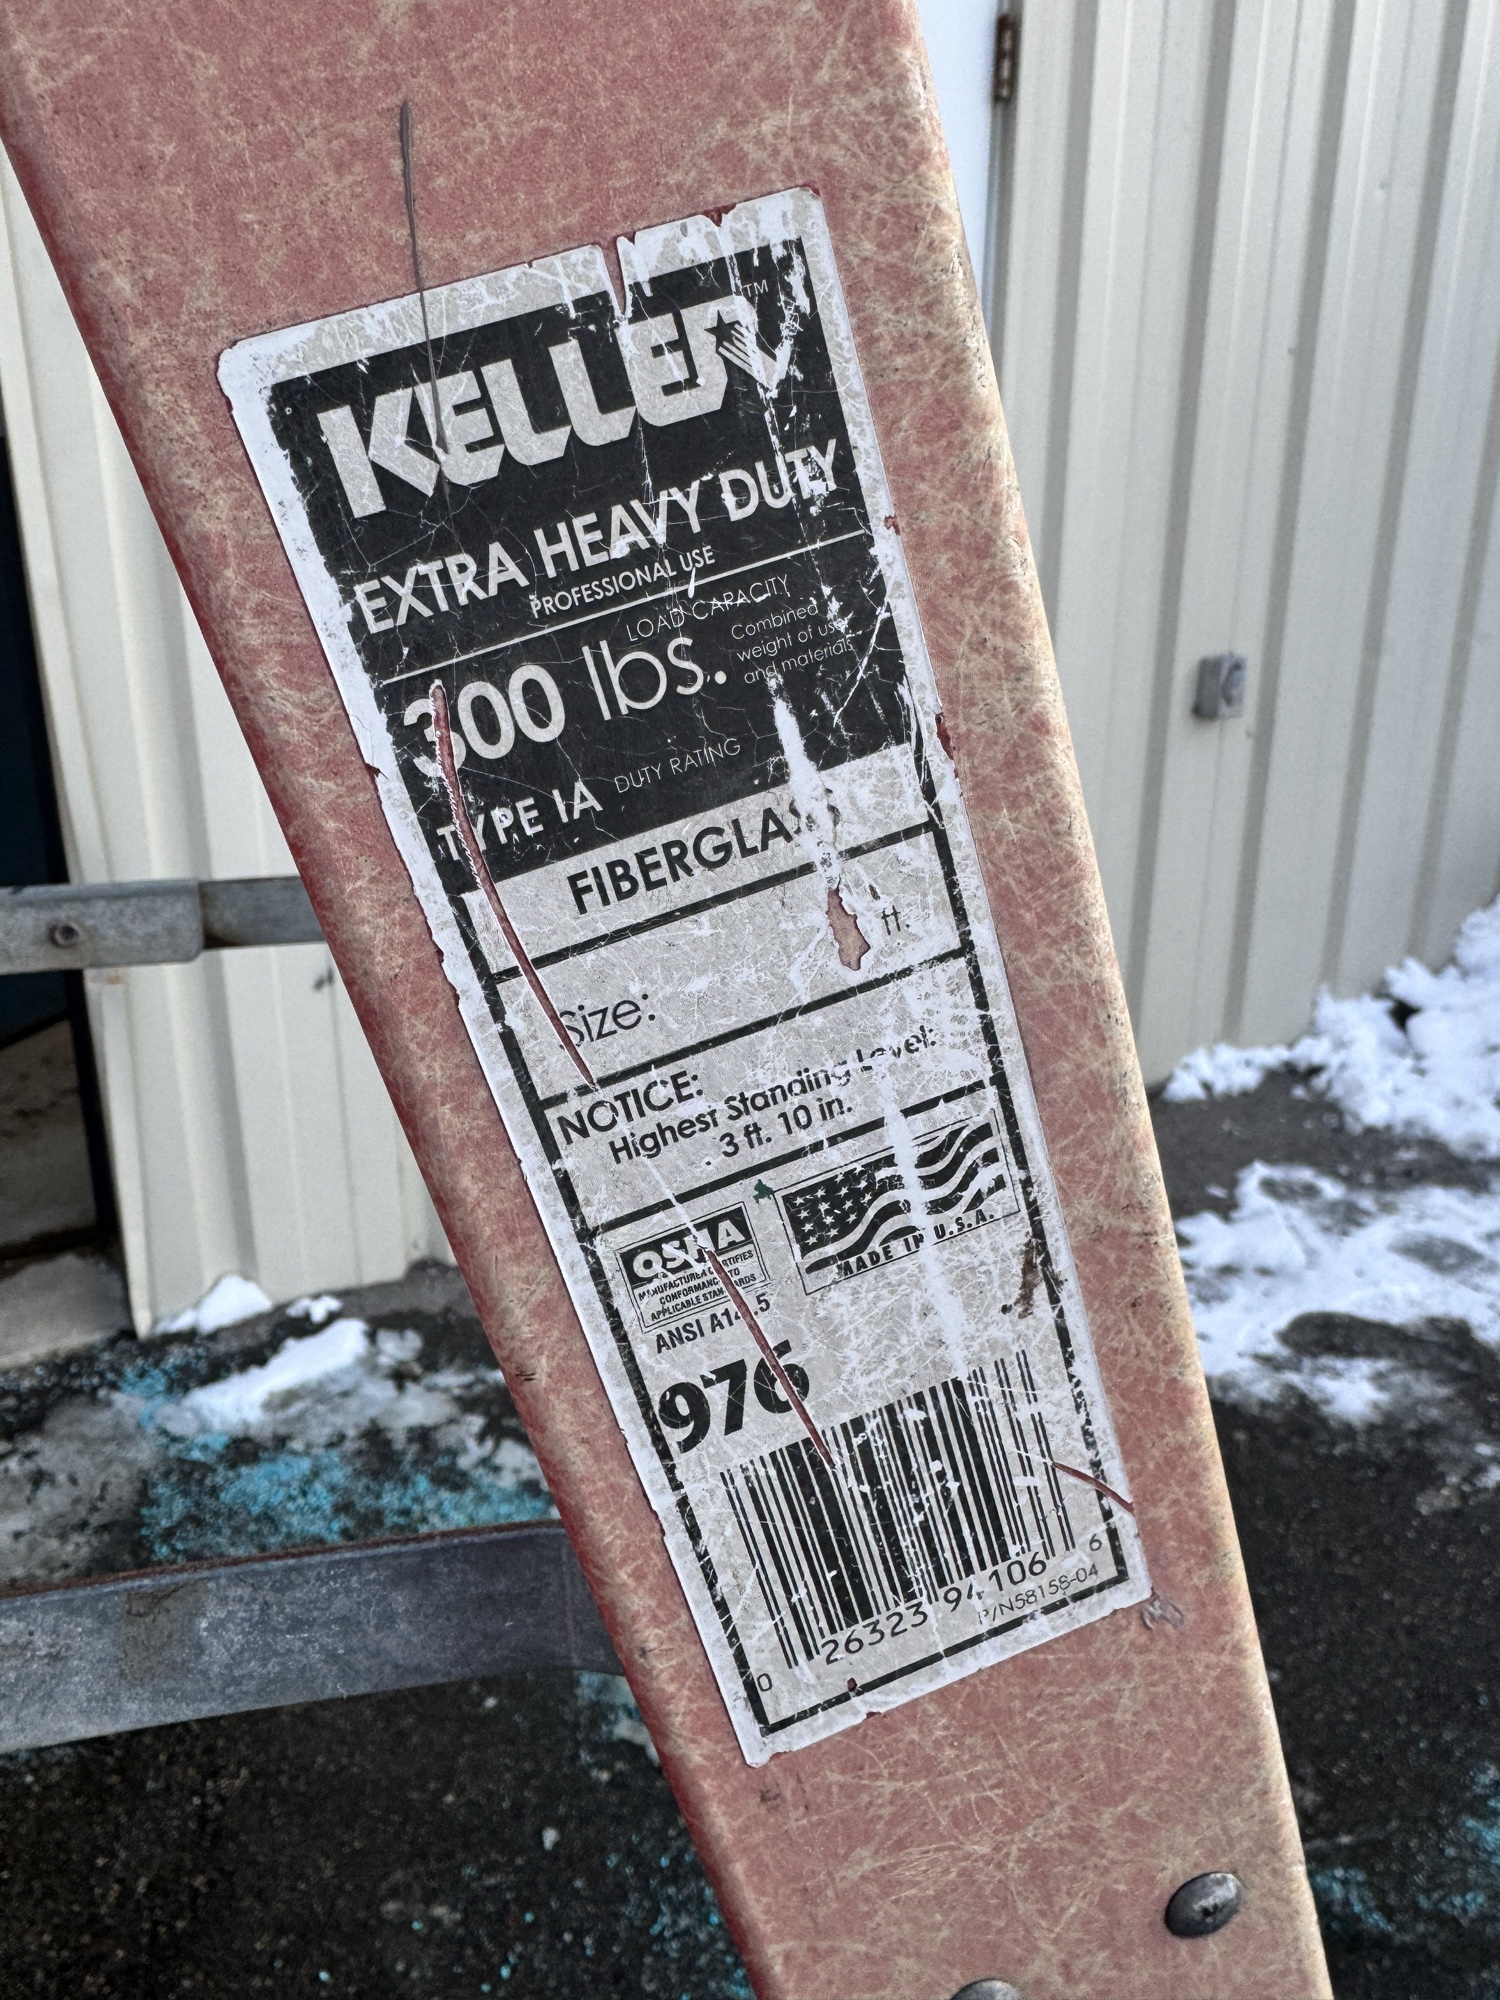 KELLER™
EXTRA HEAVY DUTY
PROFESSIONAL USE
LOAD CAPACITY
300 lbs.
Combined
weight of user
and materials
TYPE IA DUTY RATING
FIBERGLASS
ft.
Size:
NOTICE:
Highest Standing Level:
3 ft. 10 in.
OSHA
MANUFACTURER CERTIFIES
CONFORMANCE TO
APPLICABLE STANDARDS
MADE IN U.S.A.
ANSI A14.5
976
0 26323 94106 6
P/N58158-04